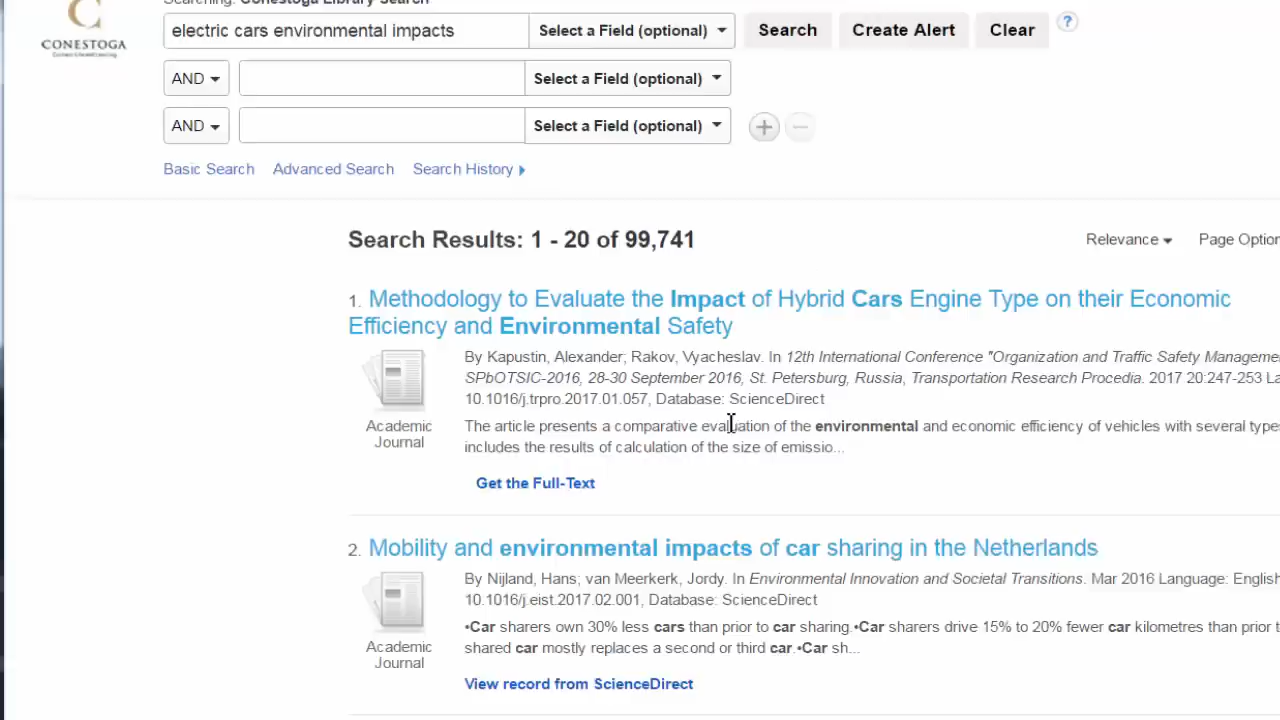 Searching: Conestoga Library Search
CONESTOGA
electric cars environmental impacts
Select a Field (optional)
Search
Create Alert
Clear
?
AND
Select a Field (optional)
AND
Select a Field (optional)
Basic Search
Advanced Search
Search History
Search Results: 1 - 20 of 99,741
Relevance
Page Option
1. Methodology to Evaluate the Impact of Hybrid Cars Engine Type on their Economic
Efficiency and Environmental Safety
By Kapustin, Alexander; Rakov, Vyacheslav. In 12th International Conference "Organization and Traffic Safety Manageme
SPbOTSIC-2016, 28-30 September 2016, St. Petersburg, Russia, Transportation Research Procedia. 2017 20:247-253 La
10.1016/j.trpro.2017.01.057, Database: ScienceDirect
Academic
Journal
The article presents a comparative evaluation of the environmental and economic efficiency of vehicles with several types
includes the results of calculation of the size of emissio...
Get the Full-Text
2. Mobility and environmental impacts of car sharing in the Netherlands
By Nijland, Hans; van Meerkerk, Jordy. In Environmental Innovation and Societal Transitions. Mar 2016 Language: English
10.1016/j.eist.2017.02.001, Database: ScienceDirect
Academic
Journal
•Car sharers own 30% less cars than prior to car sharing.•Car sharers drive 15% to 20% fewer car kilometres than prior t
shared car mostly replaces a second or third car.•Car sh...
View record from ScienceDirect